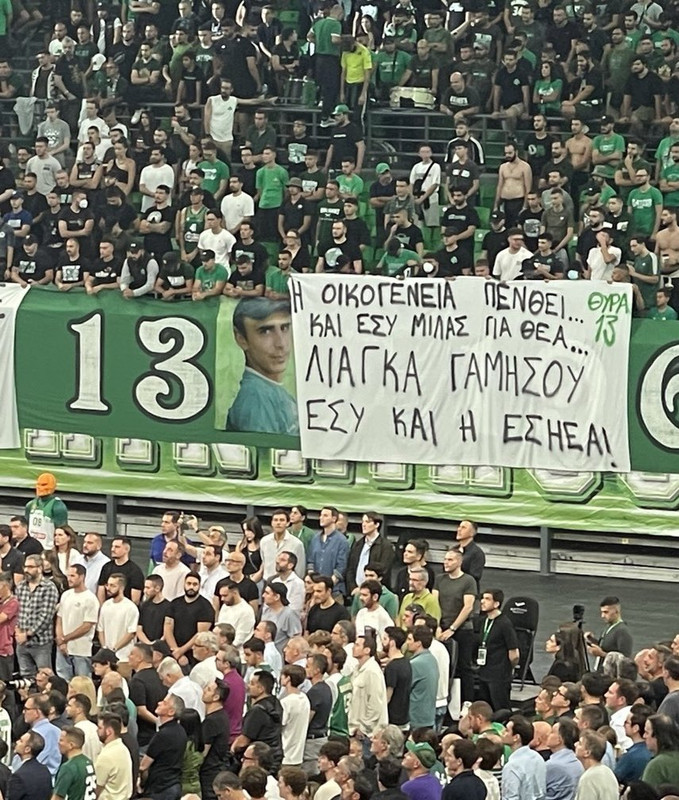 Η ΟΙΚΟΓΕΝΕΙΑ ΠΕΝΘΕΙ...
ΚΑΙ ΕΣΥ ΜΙΛΑΣ ΓΙΑ ΘΕΑ...
ΛΙΑΓΚΑ ΓΑΜΗΣΟΥ
ΕΣΥ ΚΑΙ Η ΕΣΗΕΑ!
ΘΥΡΑ
13
13